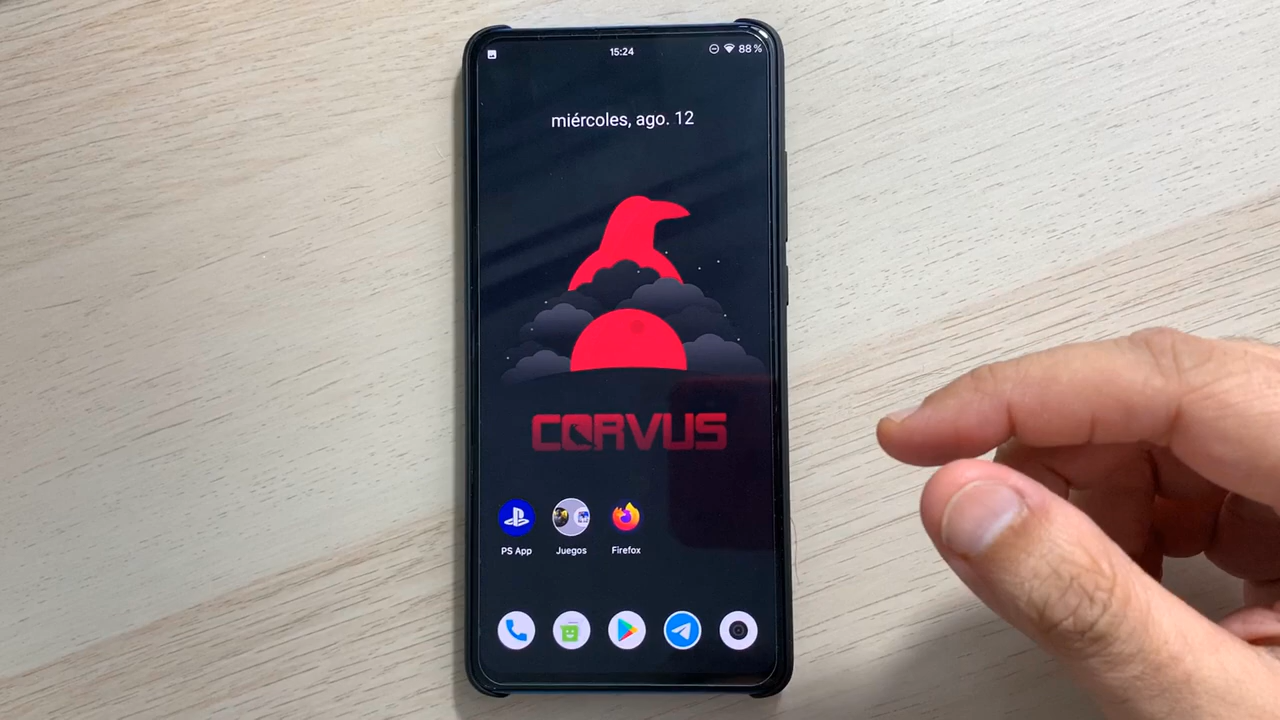 15:24
88 %
miércoles, ago. 12
CORVUS
PS App
Juegos
Firefox